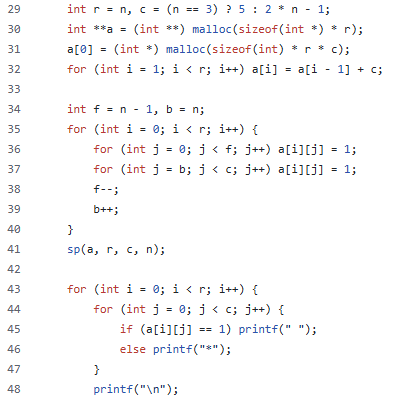 29 int r = n, c = (n == 3) ? 5 : 2 * n - 1;
30 int **a = (int **) malloc(sizeof(int *) * r);
31 a[0] = (int *) malloc(sizeof(int) * r * c);
32 for (int i = 1; i < r; i++) a[i] = a[i - 1] + c;
33
34 int f = n - 1, b = n;
35 for (int i = 0; i < r; i++) {
36 for (int j = 0; j < f; j++) a[i][j] = 1;
37 for (int j = b; j < c; j++) a[i][j] = 1;
38 f--;
39 b++;
40 }
41 sp(a, r, c, n);
42
43 for (int i = 0; i < r; i++) {
44 for (int j = 0; j < c; j++) {
45 if (a[i][j] == 1) printf(" ");
46 else printf("*");
47 }
48 printf("\n");